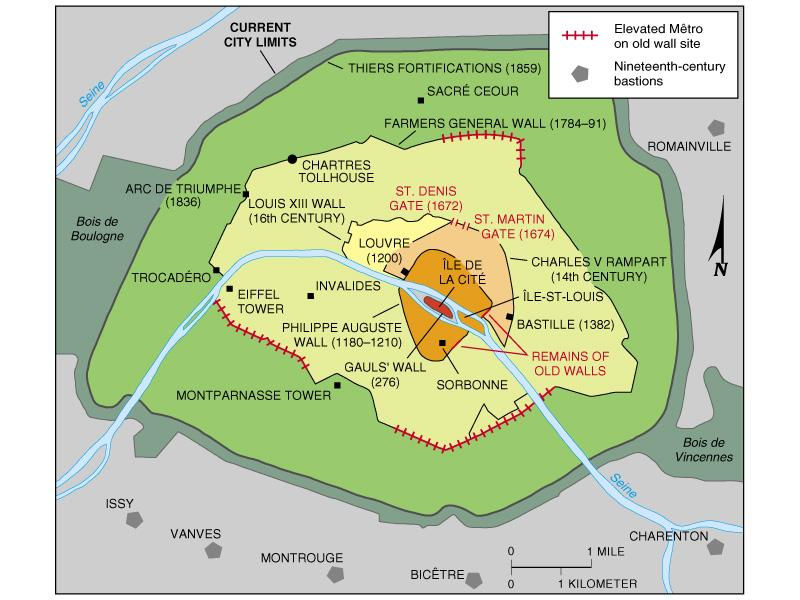 CURRENT
CITY LIMITS
Elevated Mêtro
on old wall site
Nineteenth-century
bastions
THIERS FORTIFICATIONS (1859)
Seine
SACRÉ CEOUR
FARMERS GENERAL WALL (1784–91)
ROMAINVILLE
CHARTRES
TOLLHOUSE
ARC DE TRIUMPHE
(1836)
ST. DENIS
GATE (1672)
LOUIS XIII WALL
(16th CENTURY)
Bois de
Boulogne
ST. MARTIN
GATE (1674)
LOUVRE
(1200)
CHARLES V RAMPART
(14th CENTURY)
N
ÎLE DE
LA CITÉ
TROCADÉRO
INVALIDES
EIFFEL
TOWER
ÎLE-ST-LOUIS
BASTILLE (1382)
PHILIPPE AUGUSTE
WALL (1180–1210)
REMAINS OF
OLD WALLS
GAULS' WALL
(276)
SORBONNE
MONTPARNASSE TOWER
Bois de
Vincennes
Seine
ISSY
VANVES
CHARENTON
MONTROUGE
BICÊTRE
0 1 MILE
0 1 KILOMETER